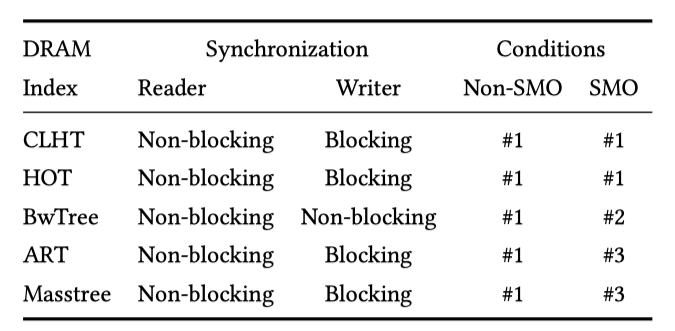 DRAM Synchronization Conditions
Index Reader Writer Non-SMO SMO
CLHT Non-blocking Blocking #1 #1
HOT Non-blocking Blocking #1 #1
BwTree Non-blocking Non-blocking #1 #2
ART Non-blocking Blocking #1 #3
Masstree Non-blocking Blocking #1 #3